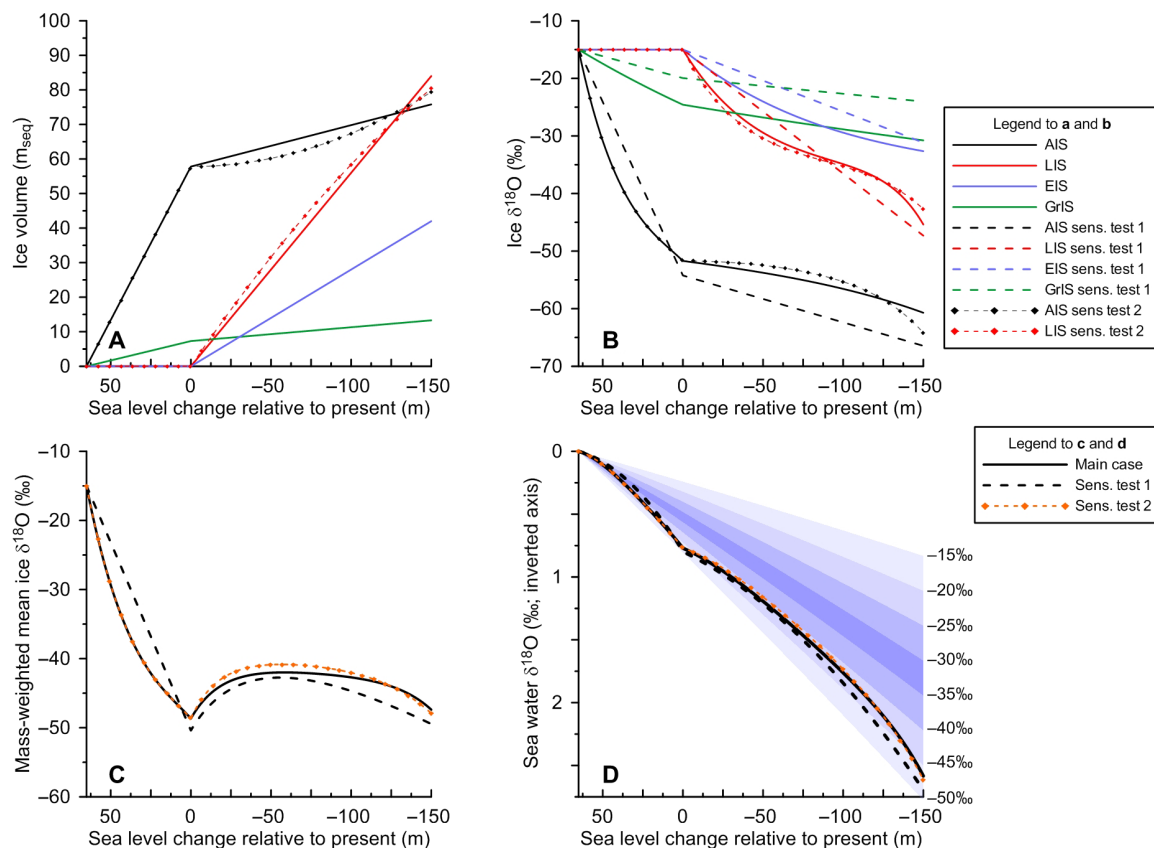 100
90
80
70
60
50
40
30
20
10
0
Ice volume (mseq)
A
50 0 –50 –100 –150
Sea level change relative to present (m)
–10
–20
–30
–40
–50
–60
–70
Ice δ18O (‰)
B
50 0 –50 –100 –150
Sea level change relative to present (m)
Legend to a and b
AIS
LIS
EIS
GrIS
AIS sens. test 1
LIS sens. test 1
EIS sens. test 1
GrIS sens. test 1
AIS sens. test 2
LIS sens. test 2
–10
–20
–30
–40
–50
–60
Mass-weighted mean ice δ18O (‰)
C
50 0 –50 –100 –150
Sea level change relative to present (m)
0
1
2
Sea water δ18O (‰; inverted axis)
D
–15‰
–20‰
–25‰
–30‰
–35‰
–40‰
–45‰
–50‰
50 0 –50 –100 –150
Sea level change relative to present (m)
Legend to c and d
Main case
Sens. test 1
Sens. test 2